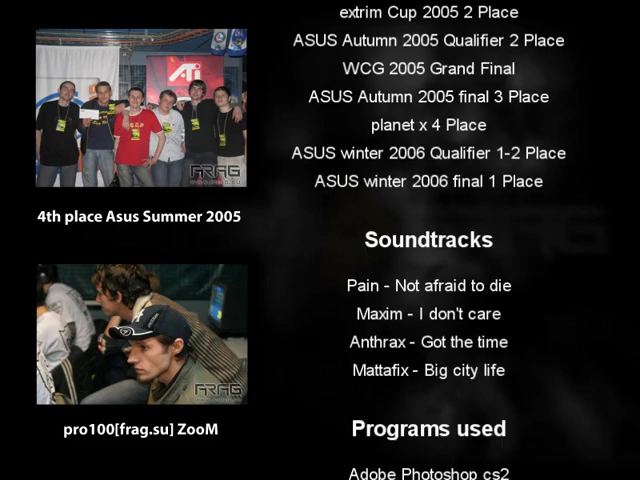 extrim Cup 2005 2 Place
ASUS Autumn 2005 Qualifier 2 Place
WCG 2005 Grand Final
ASUS Autumn 2005 final 3 Place
planet x 4 Place
ASUS winter 2006 Qualifier 1-2 Place
ASUS winter 2006 final 1 Place
ATi
FRAG
4th place Asus Summer 2005
Soundtracks
Pain - Not afraid to die
Maxim - I don't care
Anthrax - Got the time
Mattafix - Big city life
FRAG
pro100[frag.su] ZooM
Programs used
Adobe Photoshop cs2